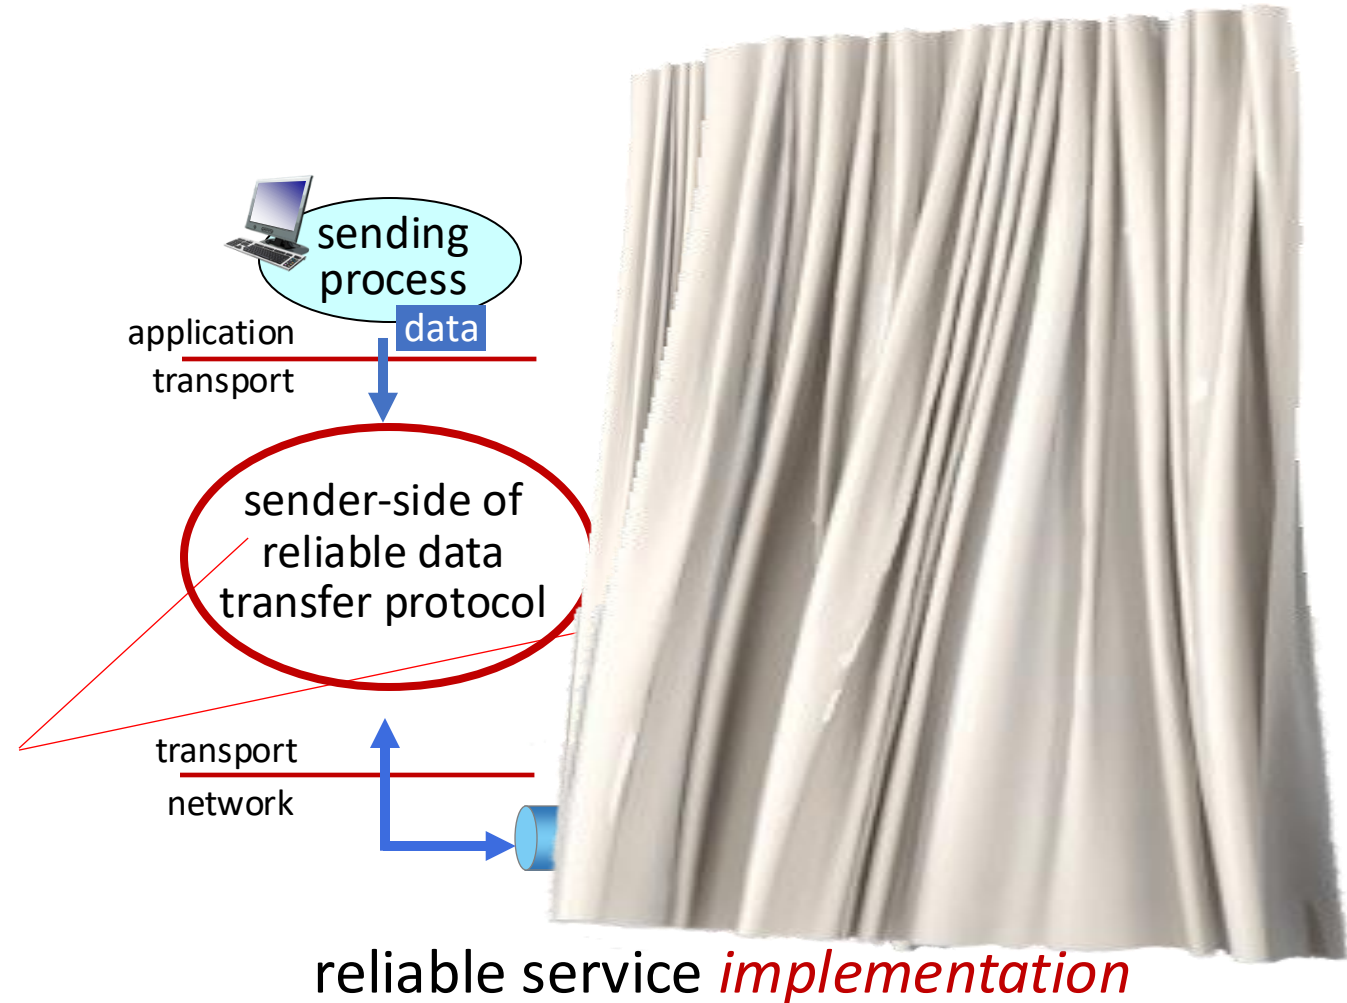 sending
process
data
application
transport
sender-side of
reliable data
transfer protocol
transport
network
reliable service implementation